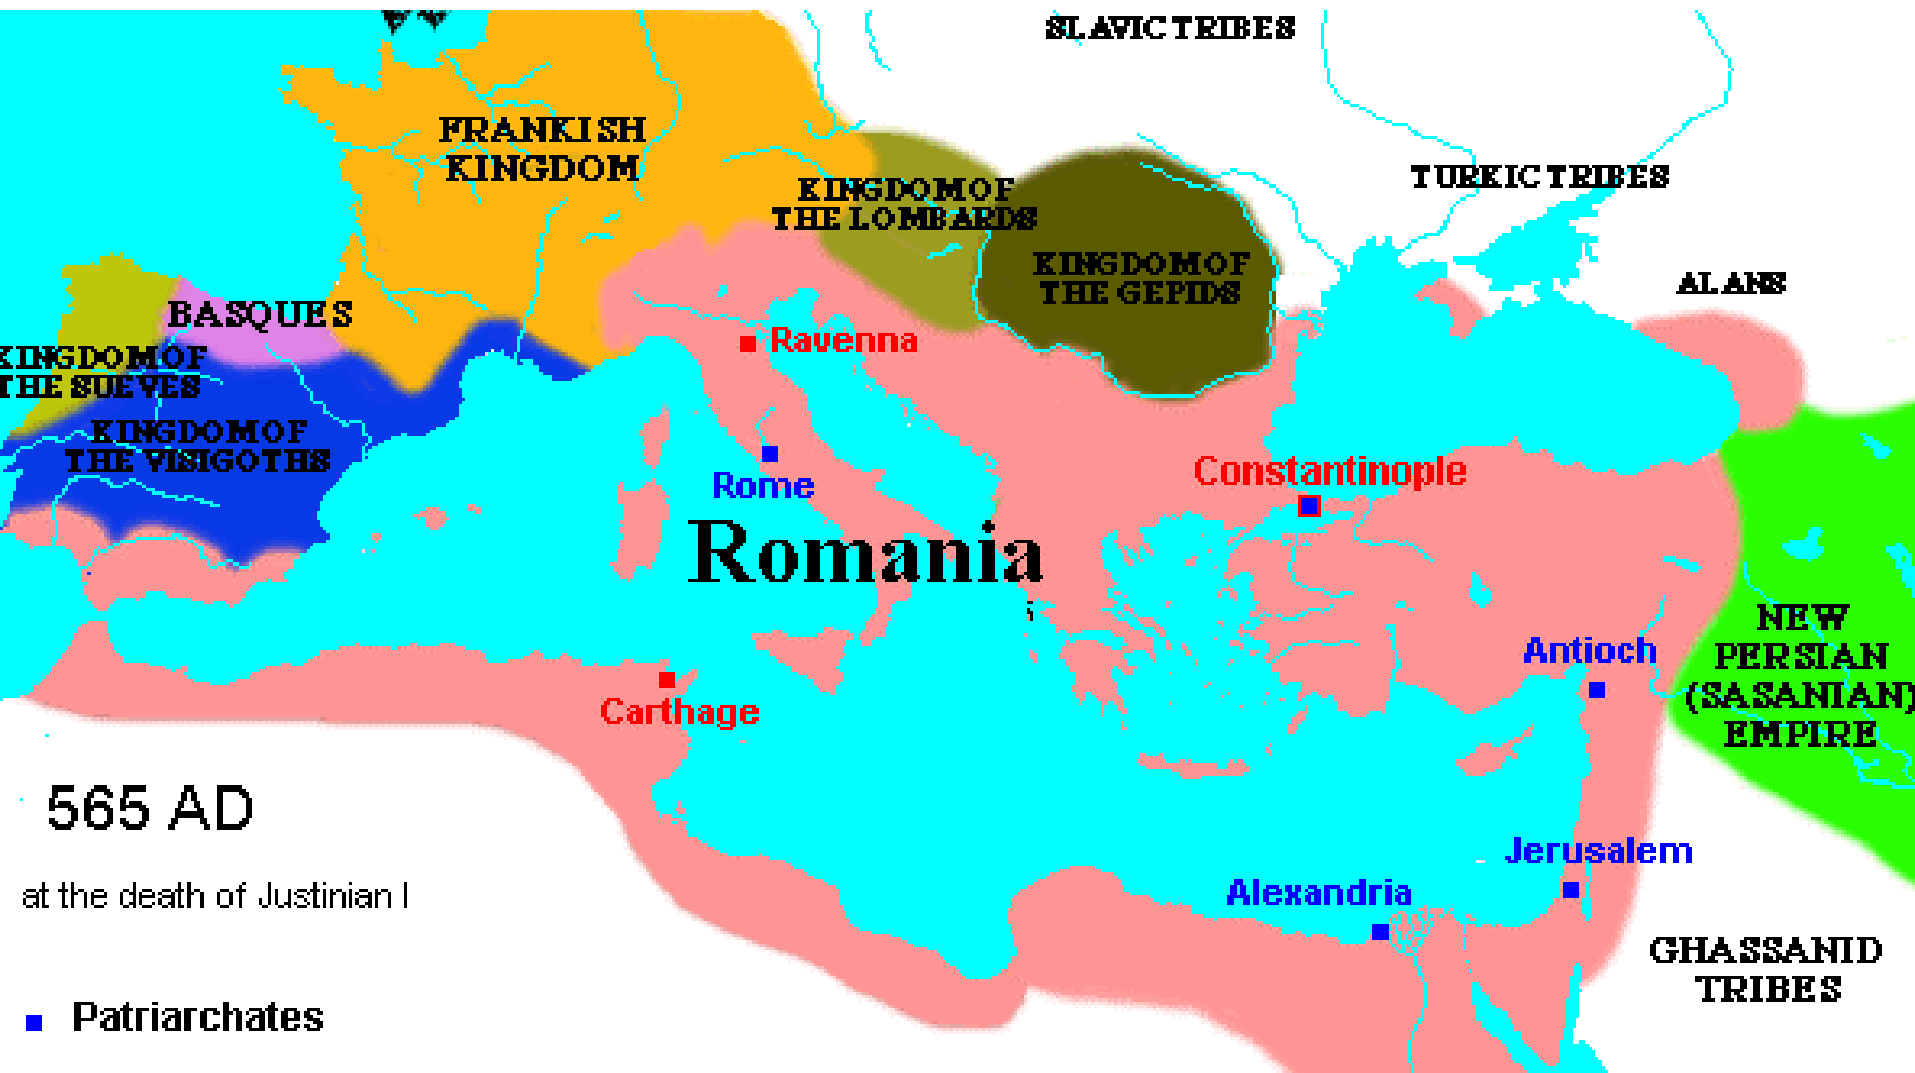 SLAVIC TRIBES
FRANKISH
KINGDOM
TURKIC TRIBES
KINGDOM OF
THE LOMBARDS
KINGDOM OF
THE GEPIDS
ALANS
BASQUES
Ravenna
KINGDOM OF
THE SUEVES
KINGDOM OF
THE VISIGOTHS
Constantinople
Rome
Romania
s
NEW
PERSIAN
(SASANIAN)
EMPIRE
Antioch
Carthage
565 AD
at the death of Justinian I
Jerusalem
Alexandria
GHASSANID
TRIBES
Patriarchates